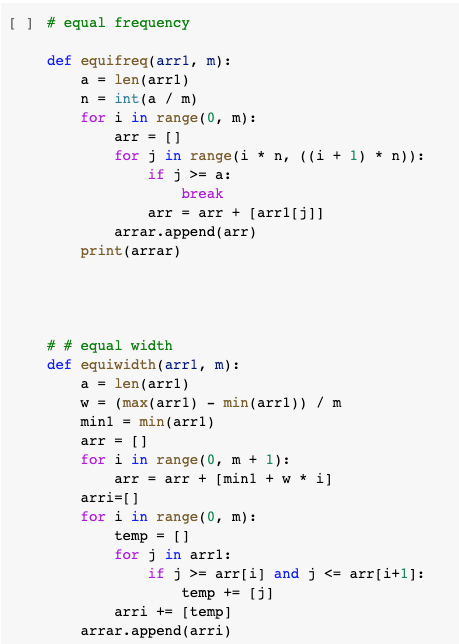 [ ] # equal frequency
def equifreq(arr1, m):
    a = len(arr1)
    n = int(a / m)
    for i in range(0, m):
        arr = []
        for j in range(i * n, ((i + 1) * n)):
            if j >= a:
                break
            arr = arr + [arr1[j]]
        arrar.append(arr)
    print(arrar)
# # equal width
def equiwidth(arr1, m):
    a = len(arr1)
    w = (max(arr1) - min(arr1)) / m
    min1 = min(arr1)
    arr = []
    for i in range(0, m + 1):
        arr = arr + [min1 + w * i]
    arri=[]
    for i in range(0, m):
        temp = []
        for j in arr1:
            if j >= arr[i] and j <= arr[i+1]:
                temp += [j]
        arri += [temp]
    arrar.append(arri)